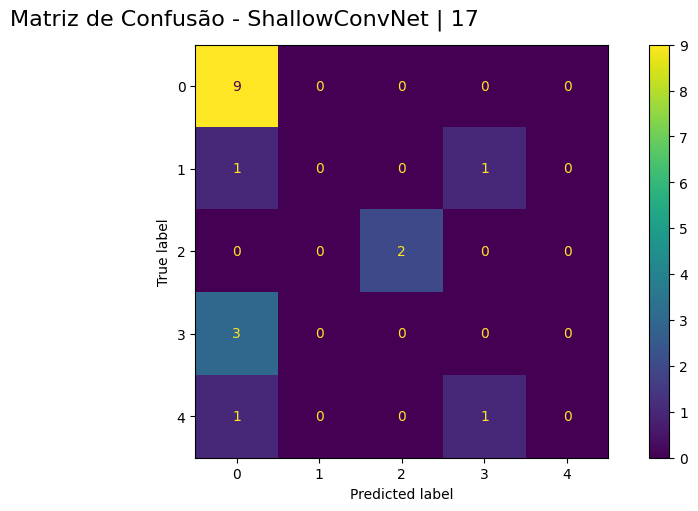 Matriz de Confusão - ShallowConvNet | 17
True label
0 9 0 0 0 0
1 1 0 0 1 0
2 0 0 2 0 0
3 3 0 0 0 0
4 1 0 0 1 0
0 1 2 3 4
Predicted label
9
8
7
6
5
4
3
2
1
0